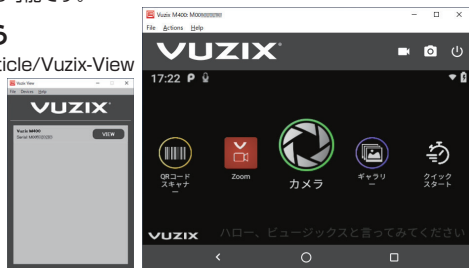 可能です。
ticle/Vuzix-View
Vuzix View
File Devices Help
VUZIX
Vuzix M400
VIEW
Vuzix M400:
File Actions Help
VUZIX
17:22
QRコード
スキャナ
ー
Zoom
カメラ
ギャラリ
ー
クイック
スタート
VUZIX
ハロー、ビュージックスと言ってみてください